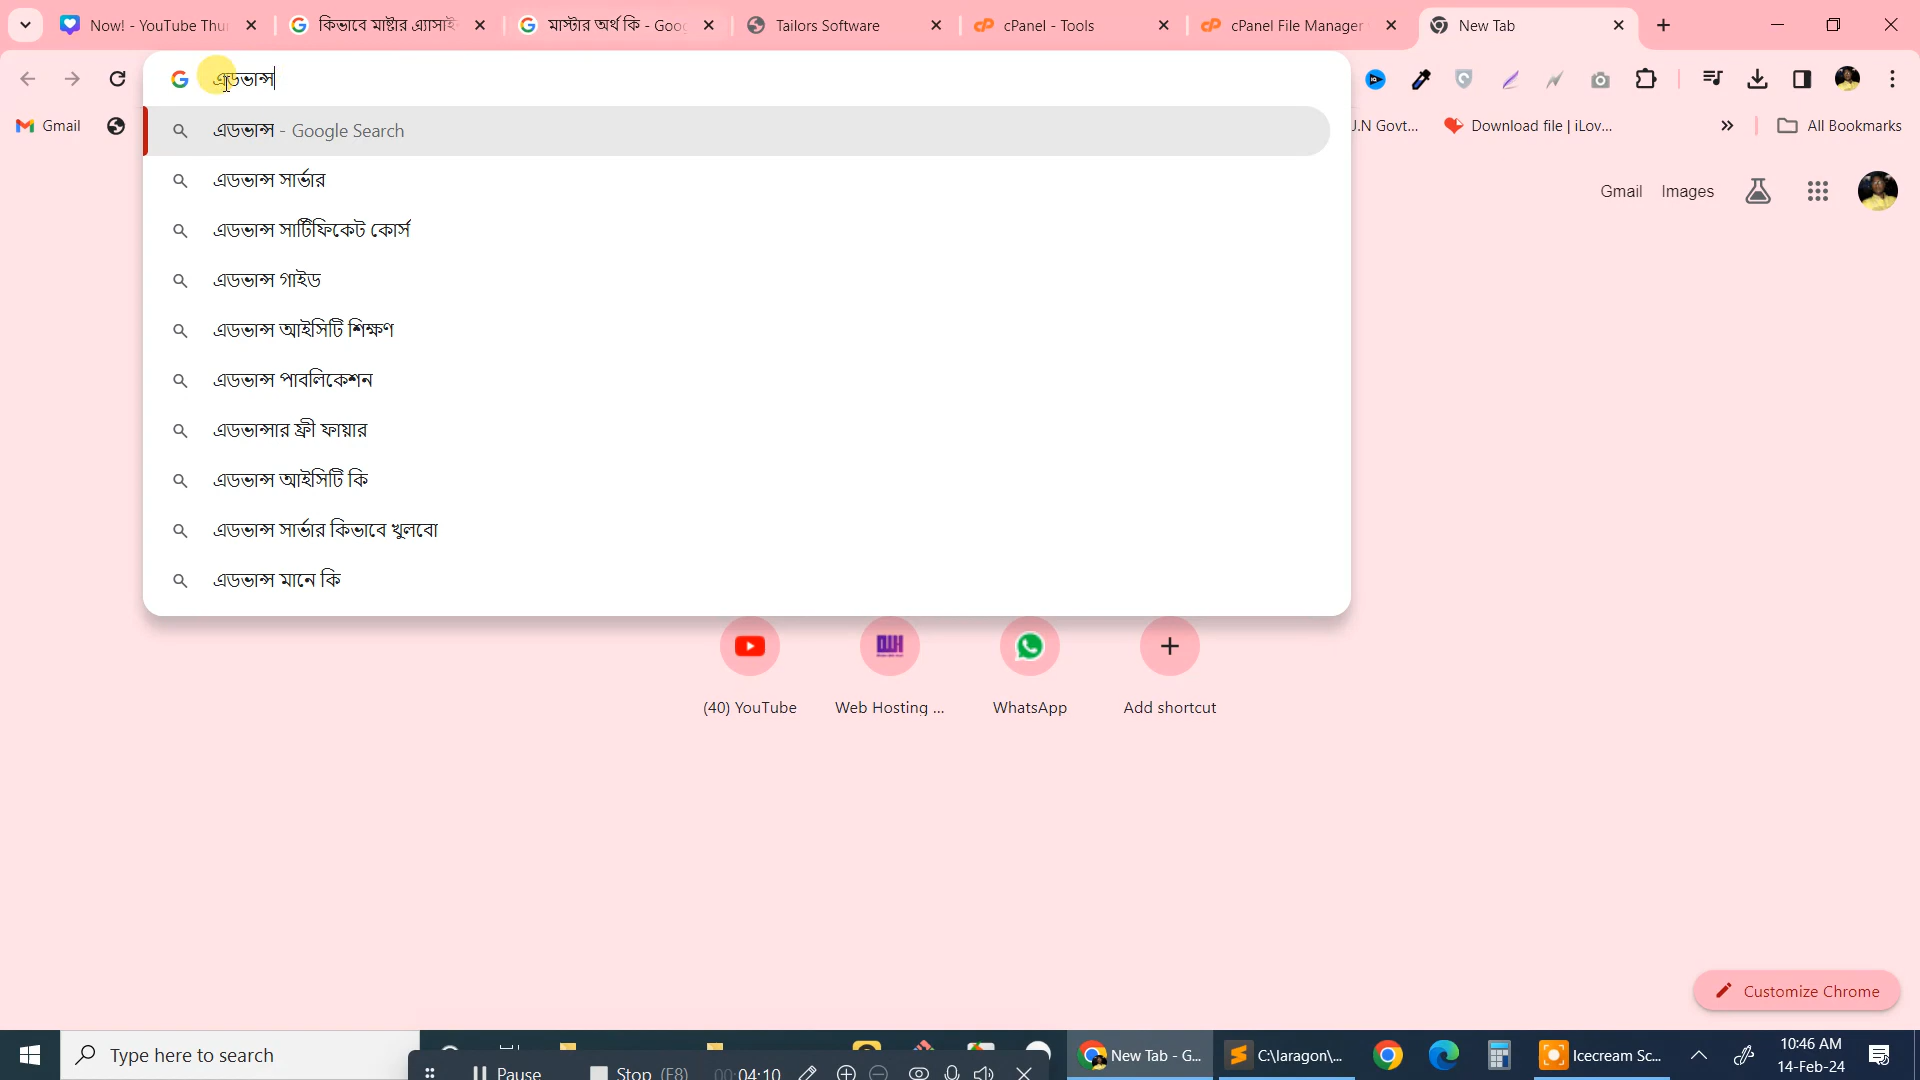 Now! - YouTube Thu
কিভাবে মাষ্টার এ্যাসাই
মাস্টার অর্থ কি - Goog
Tailors Software
cPanel - Tools
cPanel File Manager
New Tab
এডভান্স
এডভান্স - Google Search
এডভান্স সার্ভার
এডভান্স সার্টিফিকেট কোর্স
এডভান্স গাইড
এডভান্স আইসিটি শিক্ষণ
এডভান্স পাবলিকেশন
এডভান্সার ফ্রী ফায়ার
এডভান্স আইসিটি কি
এডভান্স সার্ভার কিভাবে খুলবো
এডভান্স মানে কি
Gmail
J.N Govt...
Download file | iLov...
All Bookmarks
Gmail Images
(40) YouTube
Web Hosting ...
WhatsApp
Add shortcut
Customize Chrome
Type here to search
Pause
Stop (F8)
00:04:10
New Tab - G...
C:\laragon\...
Icecream Sc...
10:46 AM
14-Feb-24